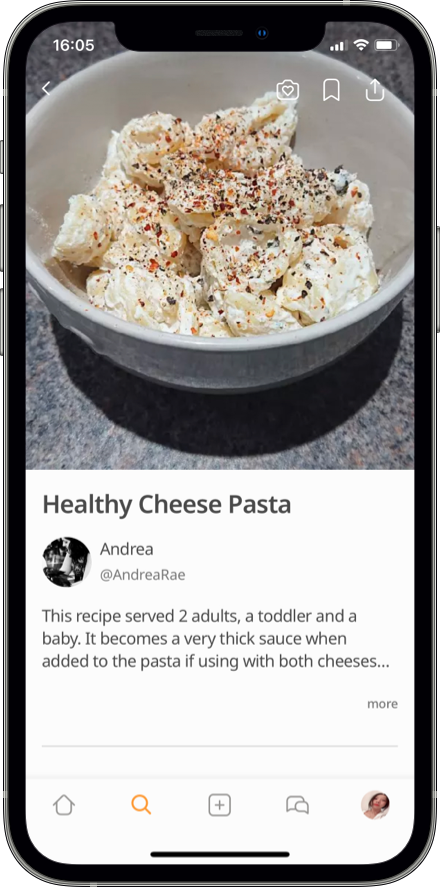 16:05
Healthy Cheese Pasta
Andrea
@AndreaRae
This recipe served 2 adults, a toddler and a
baby. It becomes a very thick sauce when
added to the pasta if using with both cheeses...
more